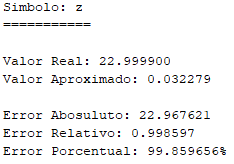 Simbolo: z
===========
Valor Real: 22.999900
Valor Aproximado: 0.032279
Error Abosuluto: 22.967621
Error Relativo: 0.998597
Error Porcentual: 99.859656%